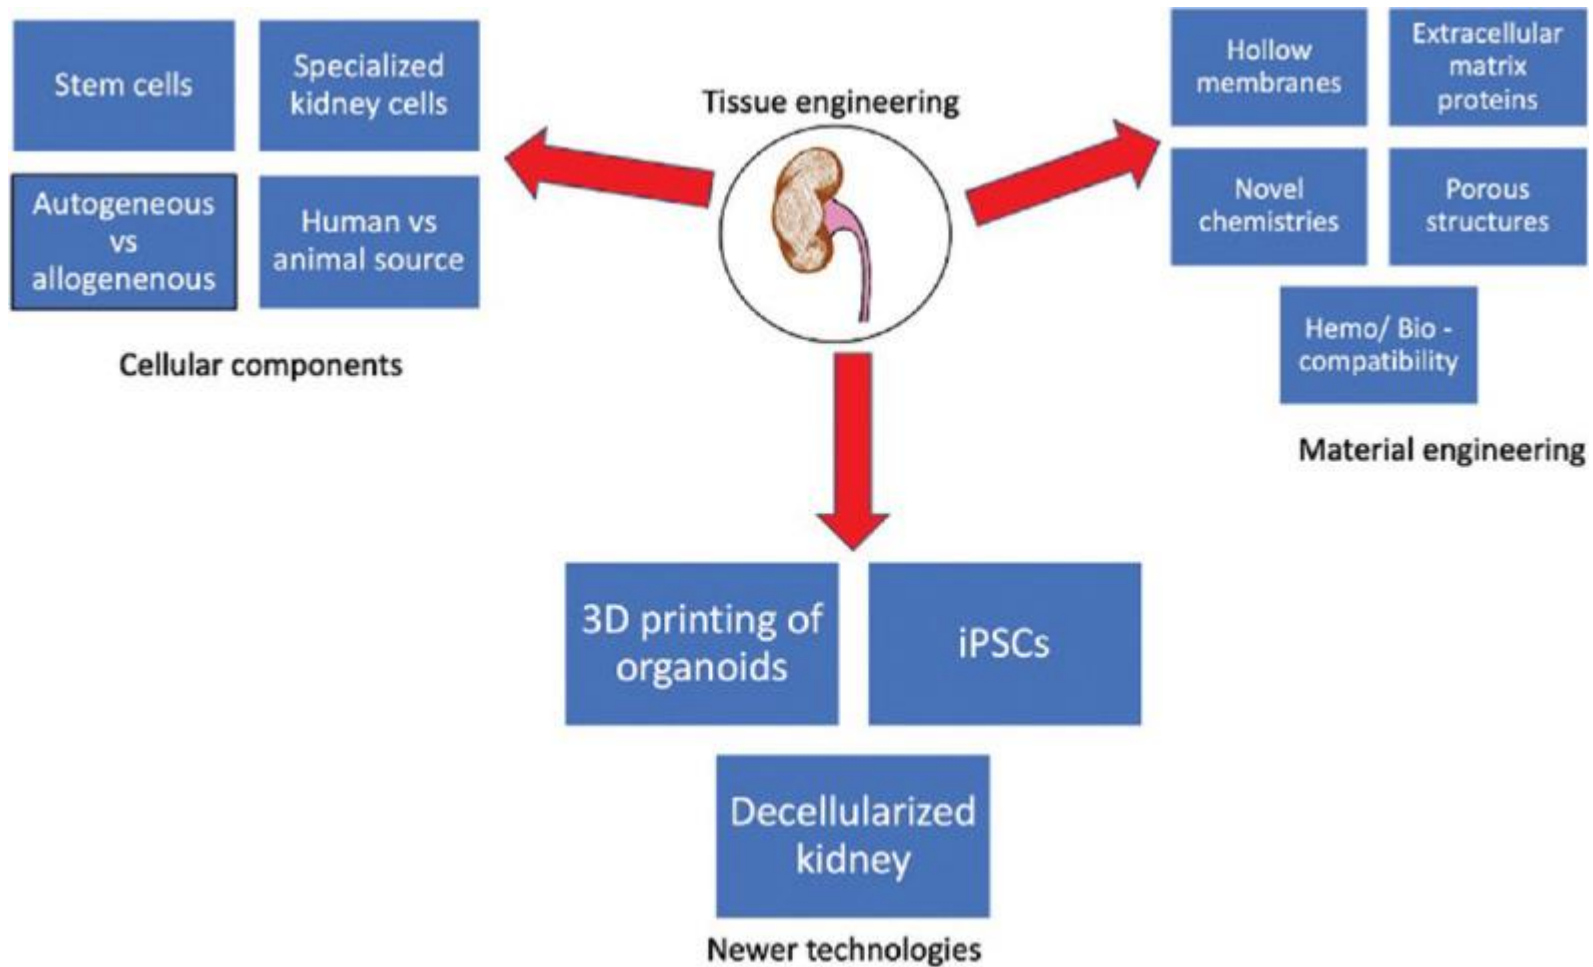 Stem cells
Specialized
kidney cells
Autogeneous
vs
allogenenous
Human vs
animal source
Cellular components
Tissue engineering
Hollow
membranes
Extracellular
matrix
proteins
Novel
chemistries
Porous
structures
Hemo/ Bio -
compatibility
Material engineering
3D printing of
organoids
iPSCs
Decellularized
kidney
Newer technologies